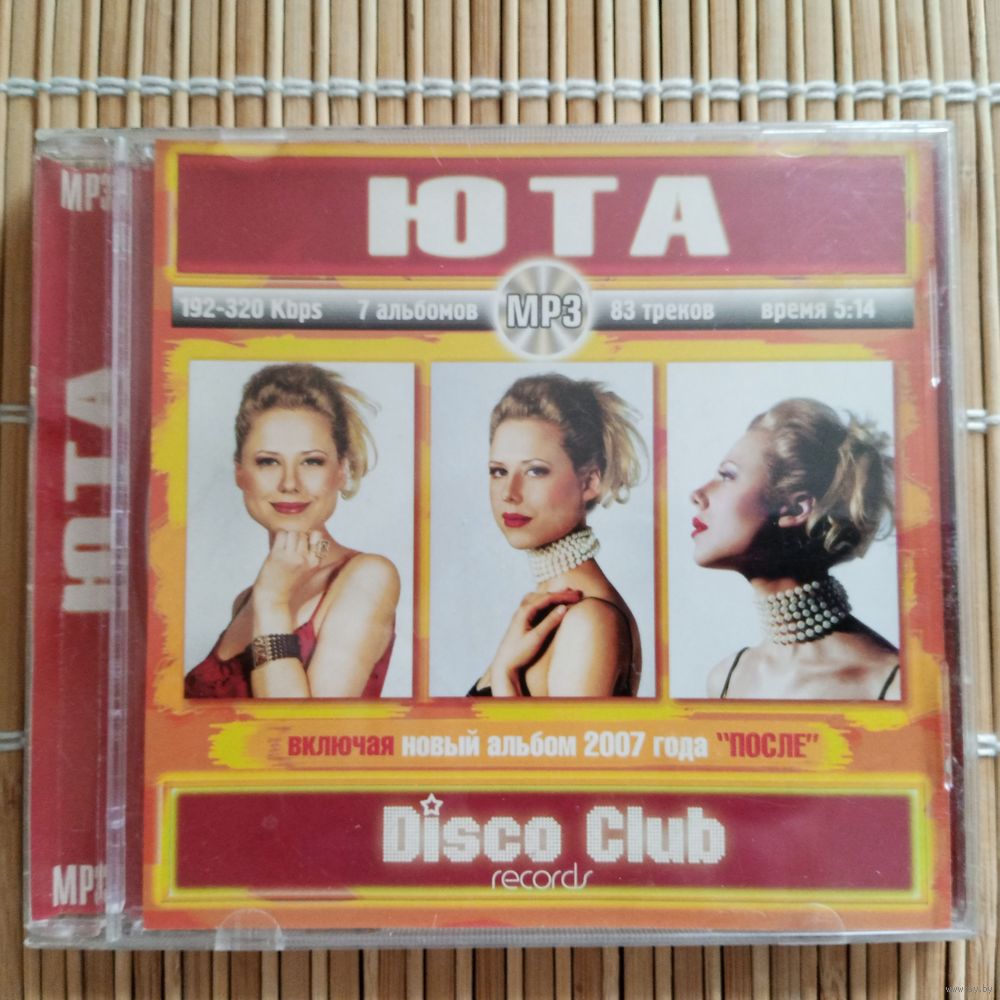 MP3
ЮТА
MP3
ЮТА
192-320 Kbps 7 альбомов MP3 83 треков время 5:14
включая новый альбом 2007 года "ПОСЛЕ"
Disco Club
records